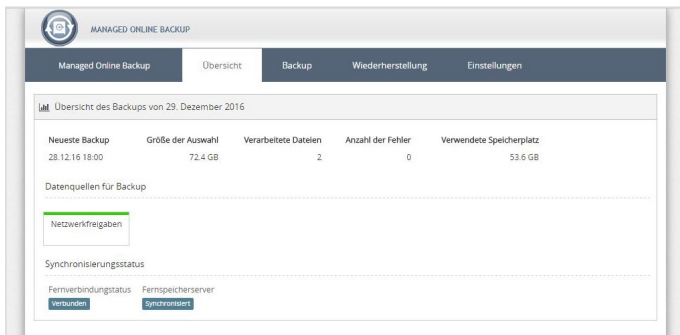 MANAGED ONLINE BACKUP
Managed Online Backup Übersicht Backup Wiederherstellung Einstellungen
Übersicht des Backups von 29. Dezember 2016
Neueste Backup Größe der Auswahl Verarbeitete Dateien Anzahl der Fehler Verwendete Speicherplatz
28.12.16 18:00 72.4 GB 2 0 53.6 GB
Datenquellen für Backup
Netzwerkfreigaben
Synchronisierungsstatus
Fernverbindungstatus Fernspeicherserver
Verbunden Synchronisiert